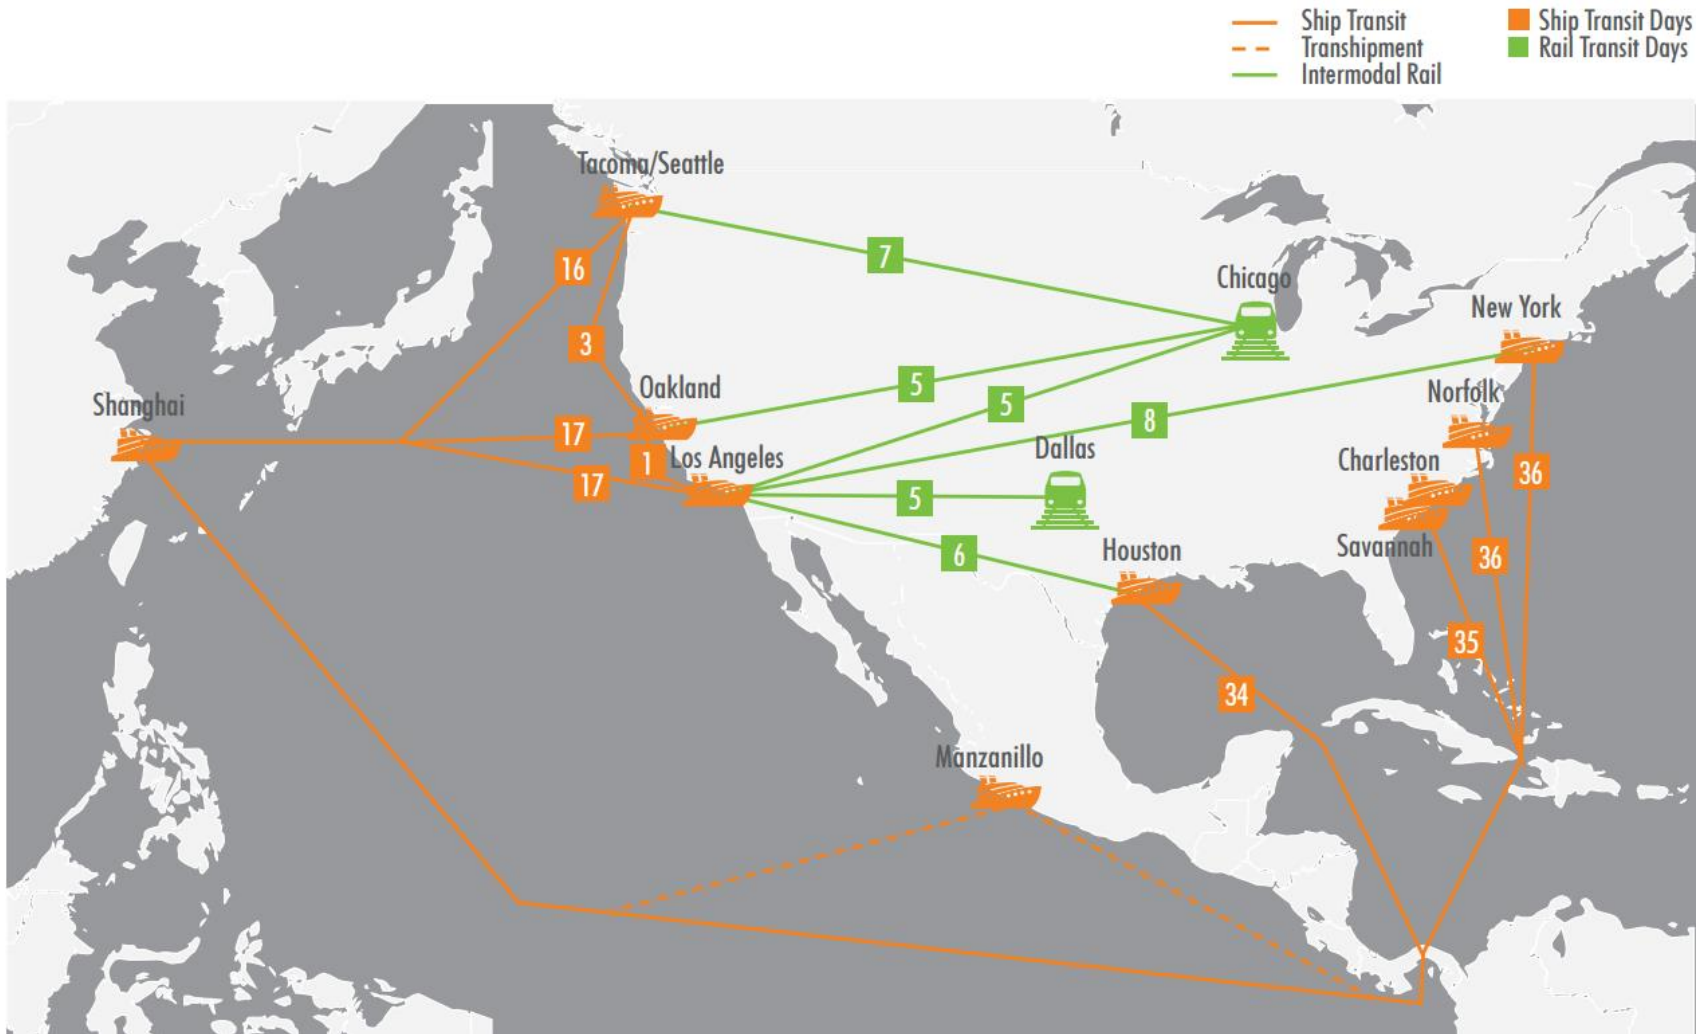 Ship Transit
Transhipment
Intermodal Rail
Ship Transit Days
Rail Transit Days
Tacoma/Seattle
16
7
Chicago
New York
3
Shanghai
Oakland
5
5
Norfolk
8
17
1
Los Angeles
Dallas
Charleston
36
17
5
Savannah
6
Houston
36
35
34
Manzanillo